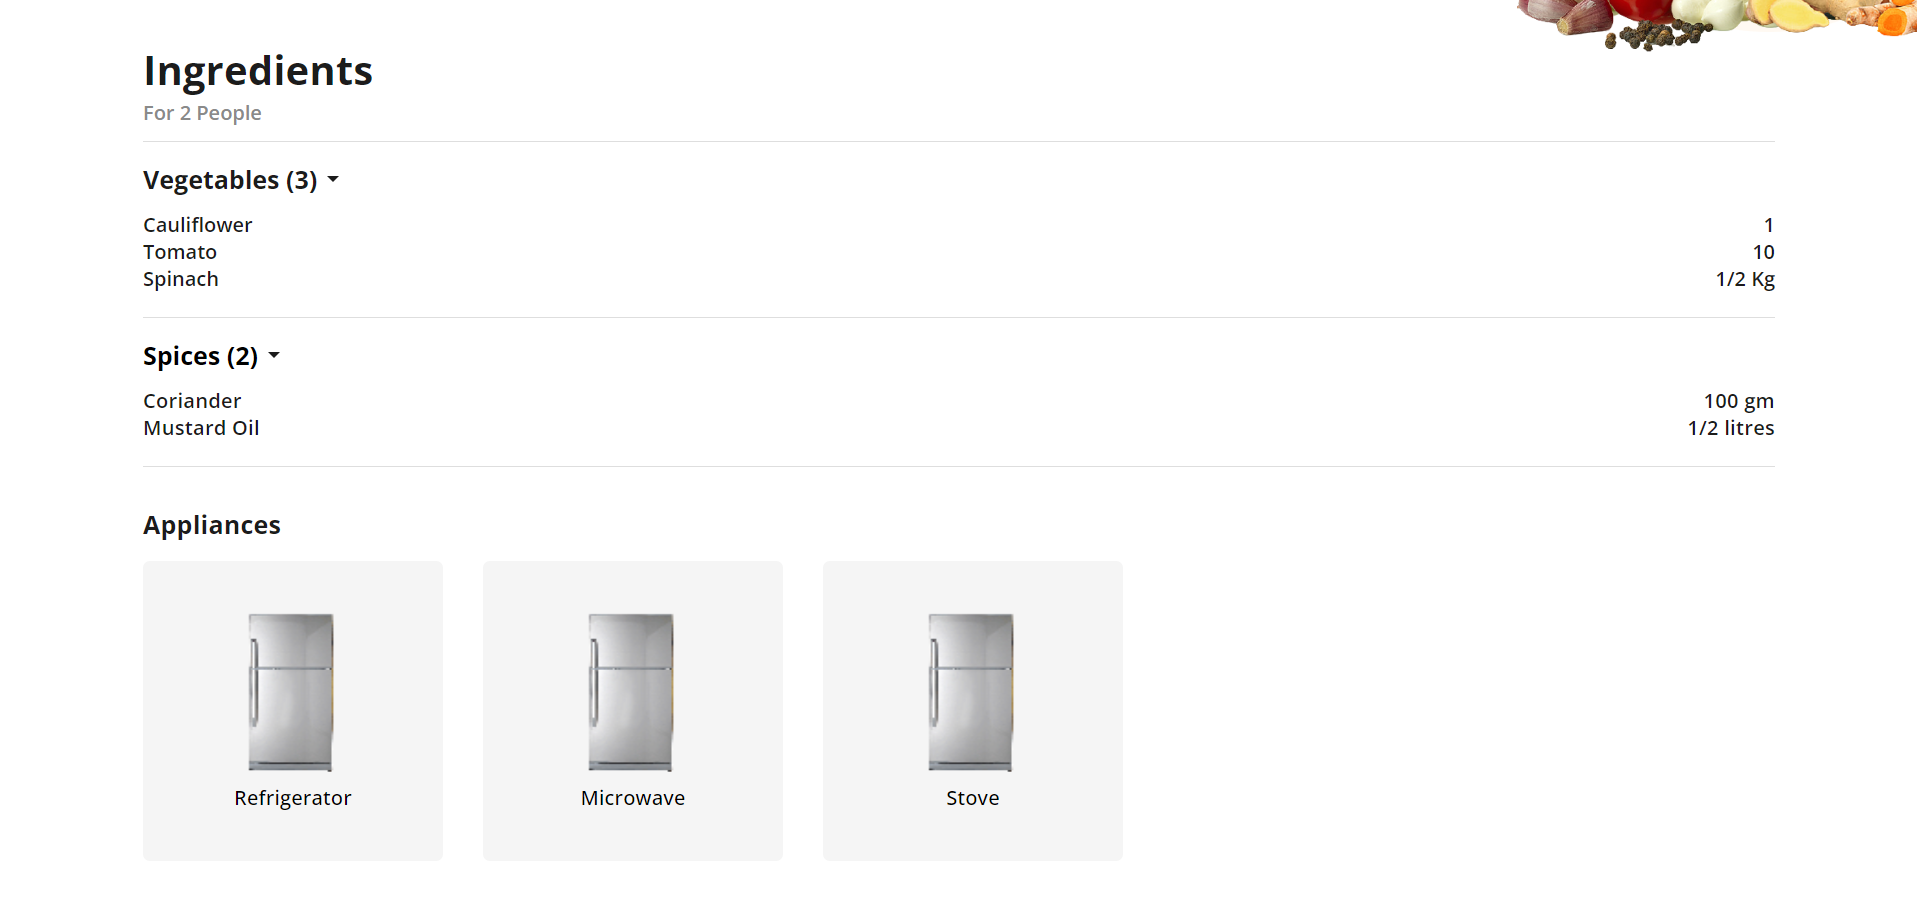 Ingredients
For 2 People
Vegetables (3)
Cauliflower 1
Tomato 10
Spinach 1/2 Kg
Spices (2)
Coriander 100 gm
Mustard Oil 1/2 litres
Appliances
Refrigerator Microwave Stove